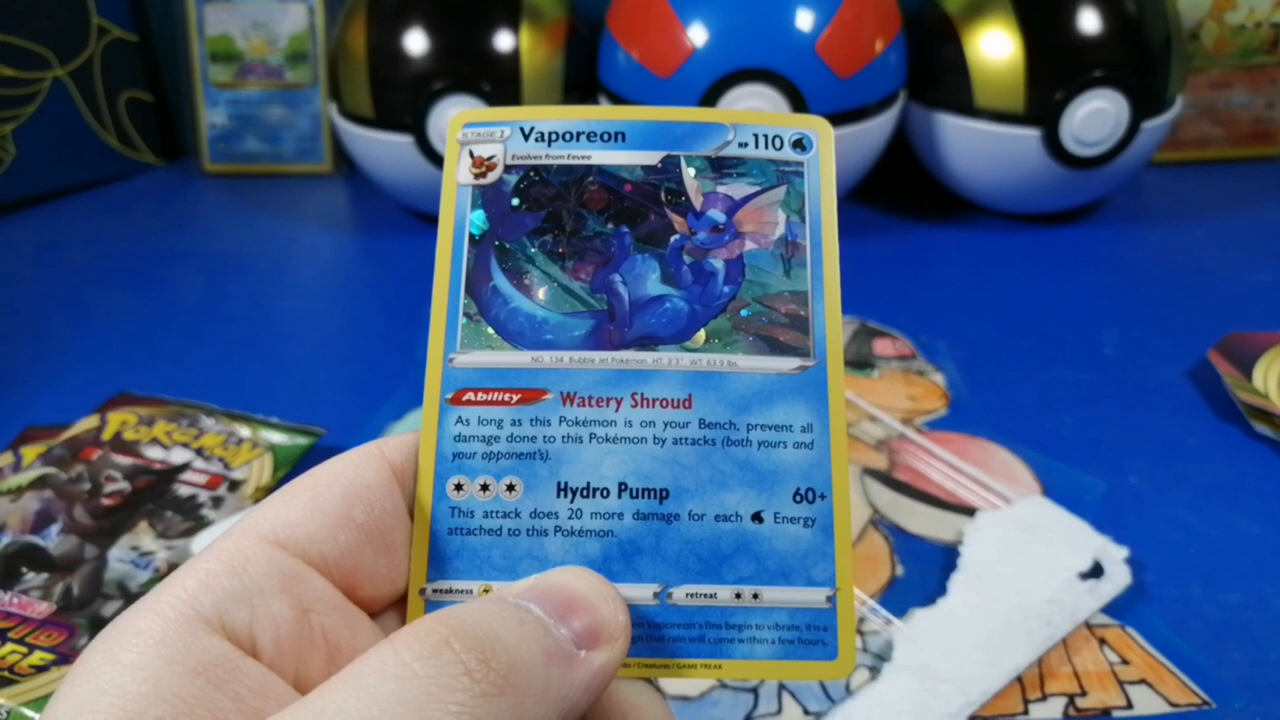 STAGE 1
Vaporeon
HP 110
Evolves from Eevee
NO. 134 Bubble Jet Pokémon HT: 3'3" WT: 63.9 lbs.
Ability
Watery Shroud
As long as this Pokémon is on your Bench, prevent all
damage done to this Pokémon by attacks (both yours and
your opponent's).
Hydro Pump
60+
This attack does 20 more damage for each Energy
attached to this Pokémon.
weakness
retreat
Vaporeon's fins begin to vibrate, it is a
that rain will come within a few hours.
/ Creatures / GAME FREAK
POKéMON